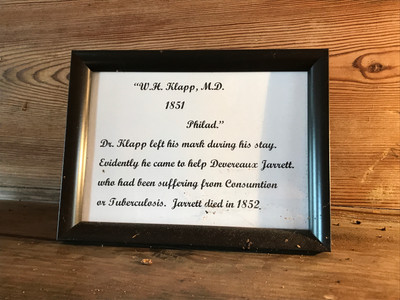 "W.H. Klapp, M.D.
1851
Philad."
Dr. Klapp left his mark during his stay.
Evidently he came to help Devereaux Jarrett.
who had been suffering from Consumtion
or Tuberculosis. Jarrett died in 1852.